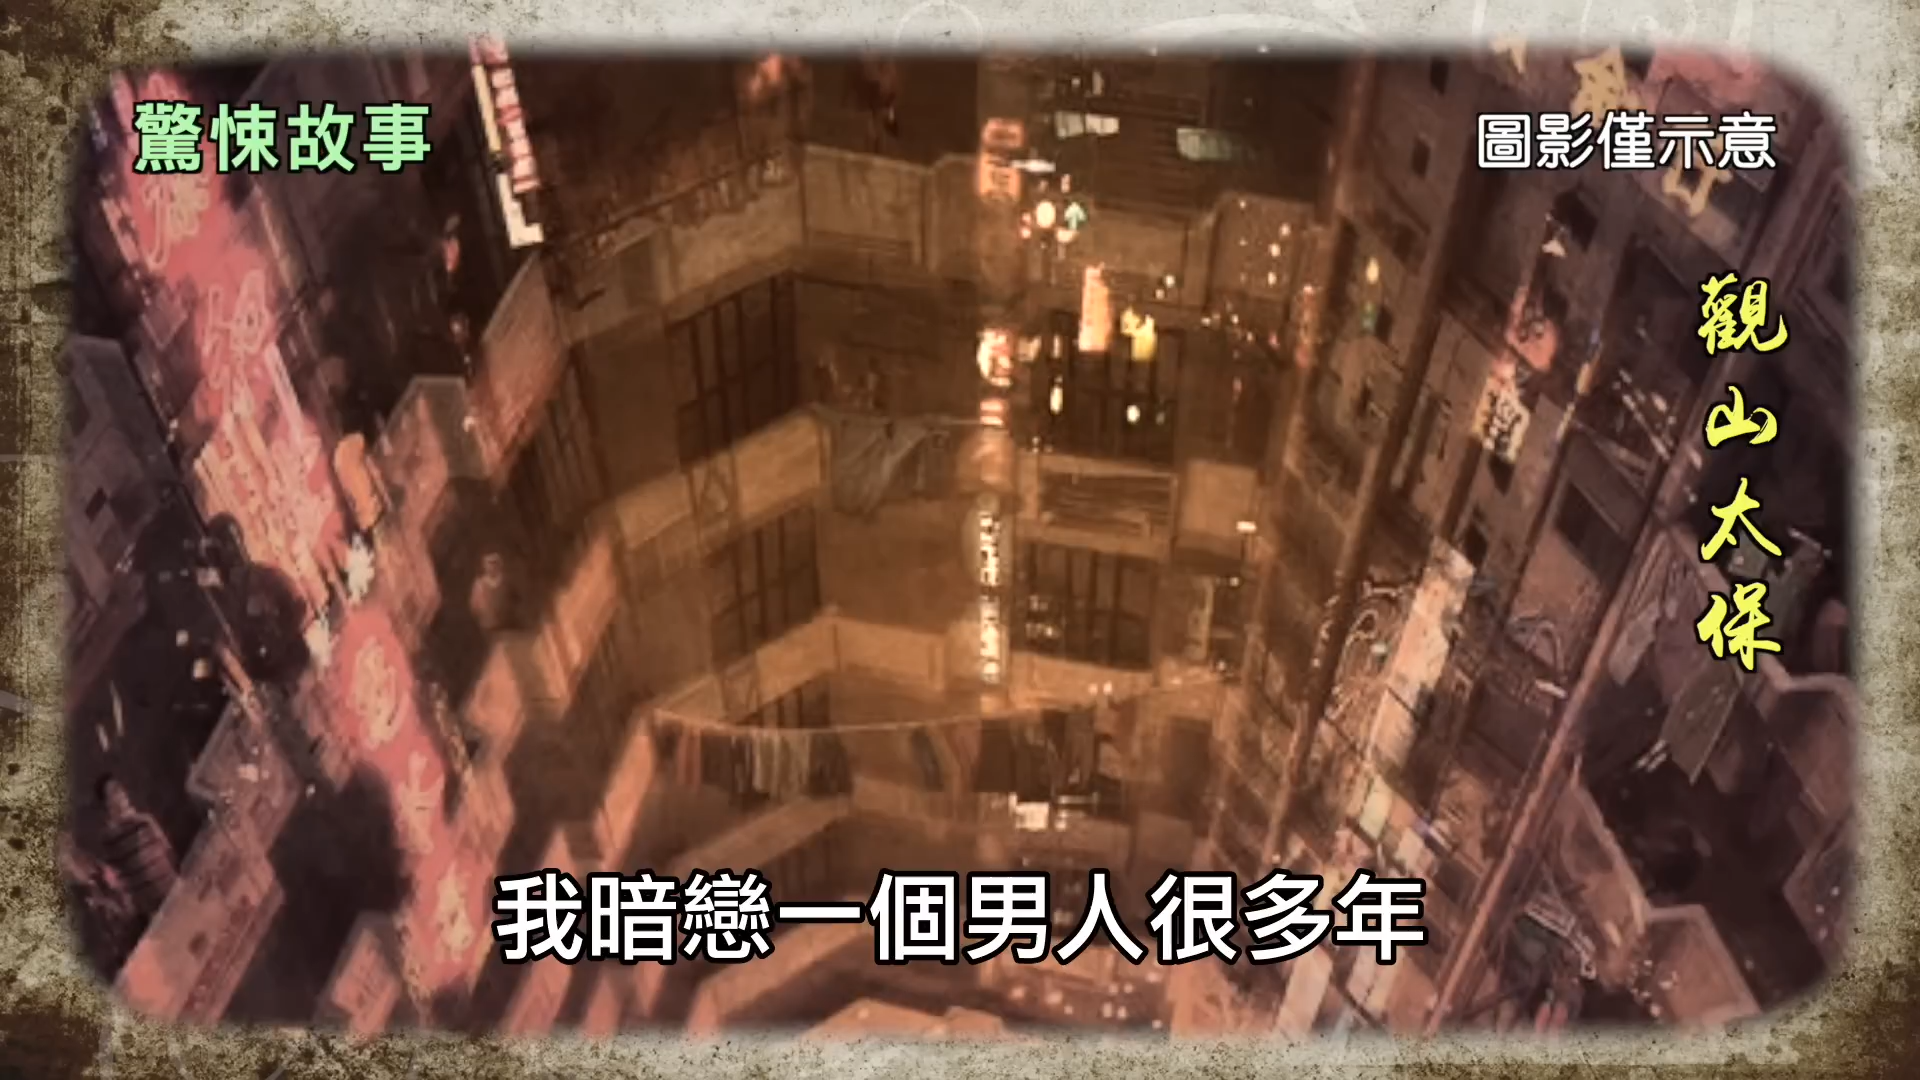 驚悚故事
圖影僅示意
觀山太保
我暗戀一個男人很多年